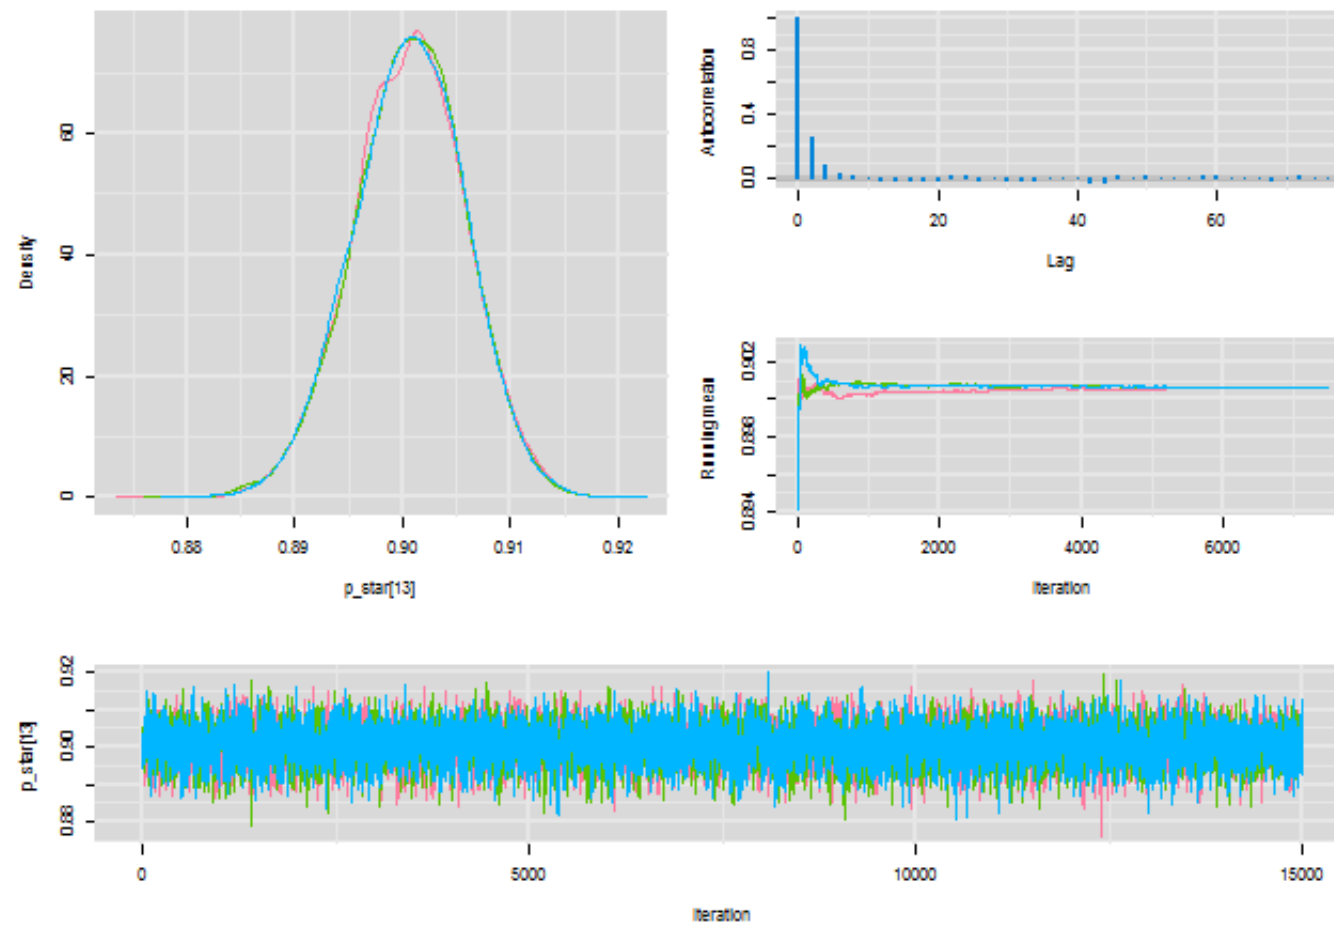 Density
60
40
20
0
0.88 0.89 0.90 0.91 0.92
p_star[13]
Autocorrelation
0.8
0.4
0.0
0 20 40 60
Lag
Running mean
0.902
0.898
0.894
0 2000 4000 6000
Iteration
p_star[13]
0.92
0.90
0.88
0 5000 10000 15000
Iteration